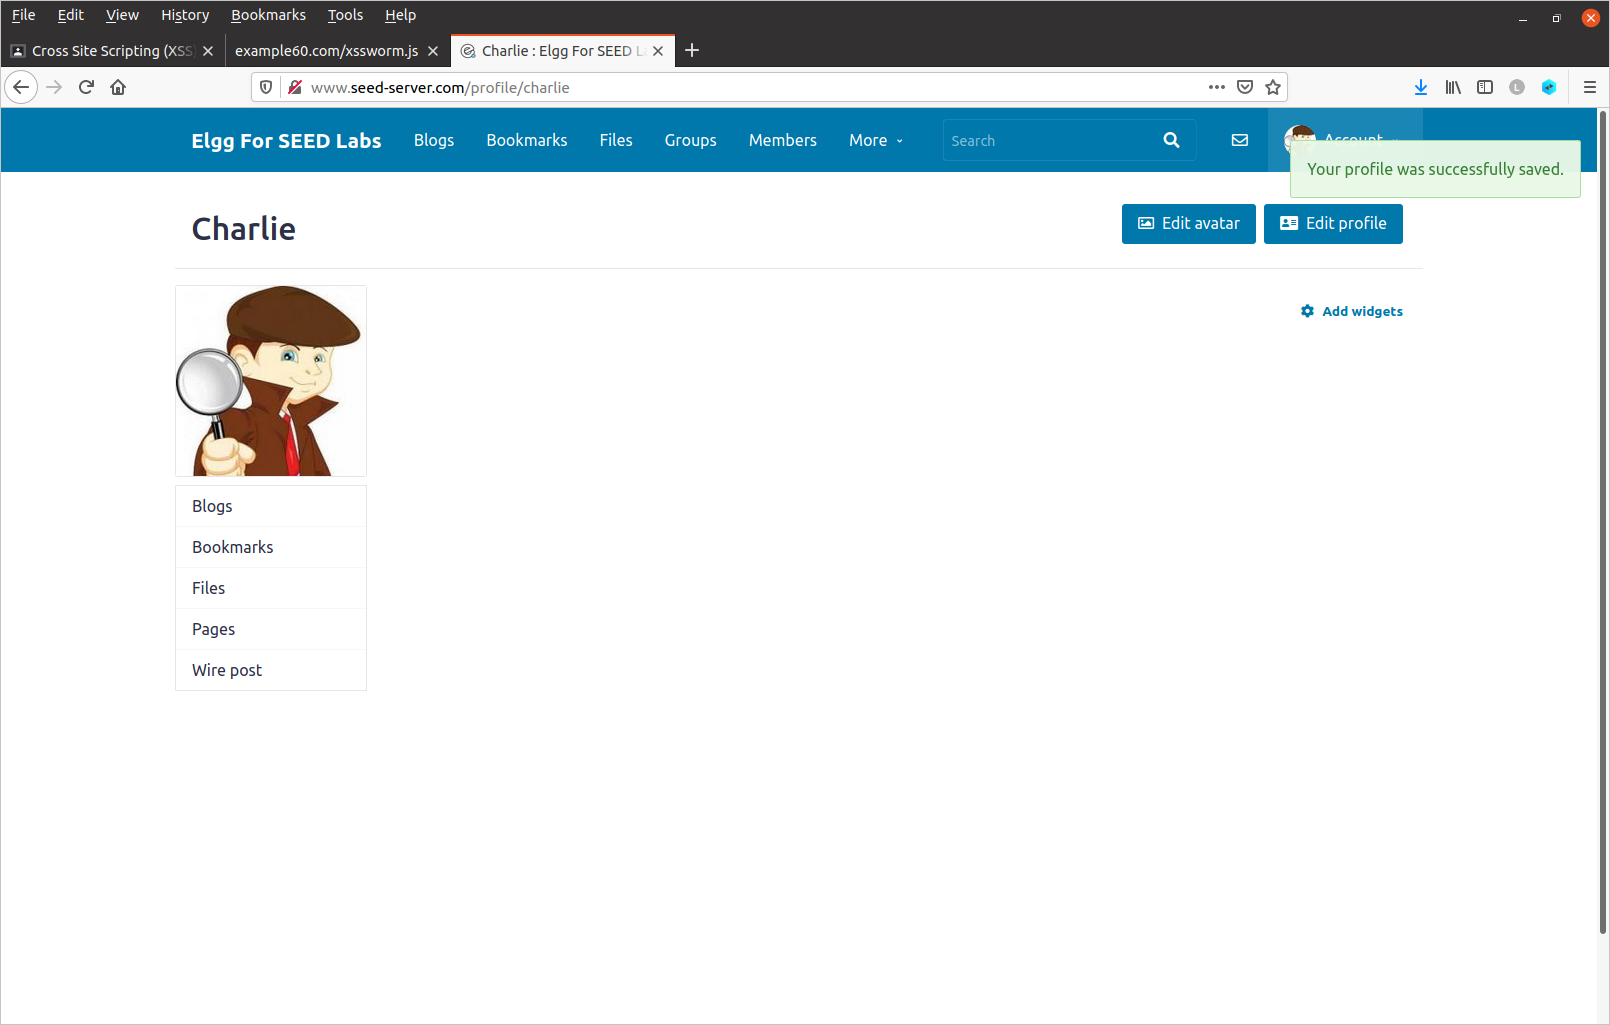 File Edit View History Bookmarks Tools Help
Cross Site Scripting (XSS) example60.com/xssworm.js Charlie : Elgg For SEED L
www.seed-server.com/profile/charlie
Elgg For SEED Labs Blogs Bookmarks Files Groups Members More Search Account
Your profile was successfully saved.
Charlie
Edit avatar Edit profile
Add widgets
Blogs
Bookmarks
Files
Pages
Wire post